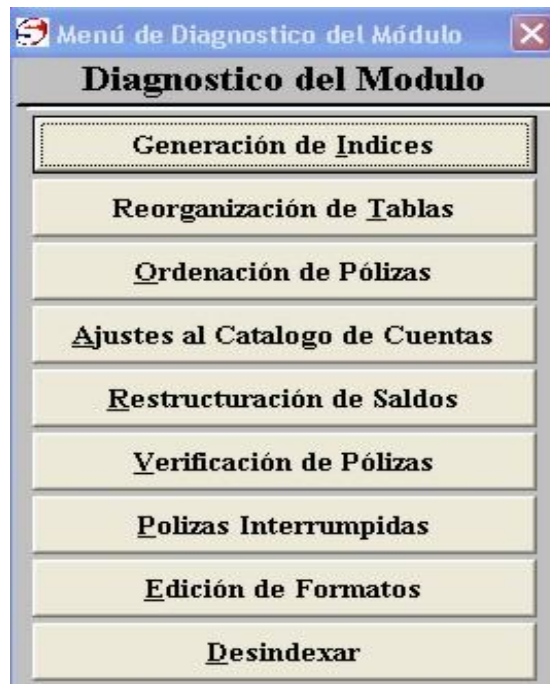 Menú de Diagnostico del Módulo
Diagnostico del Modulo
Generación de Indices
Reorganización de Tablas
Ordenación de Pólizas
Ajustes al Catalogo de Cuentas
Restructuración de Saldos
Verificación de Pólizas
Polizas Interrumpidas
Edición de Formatos
Desindexar